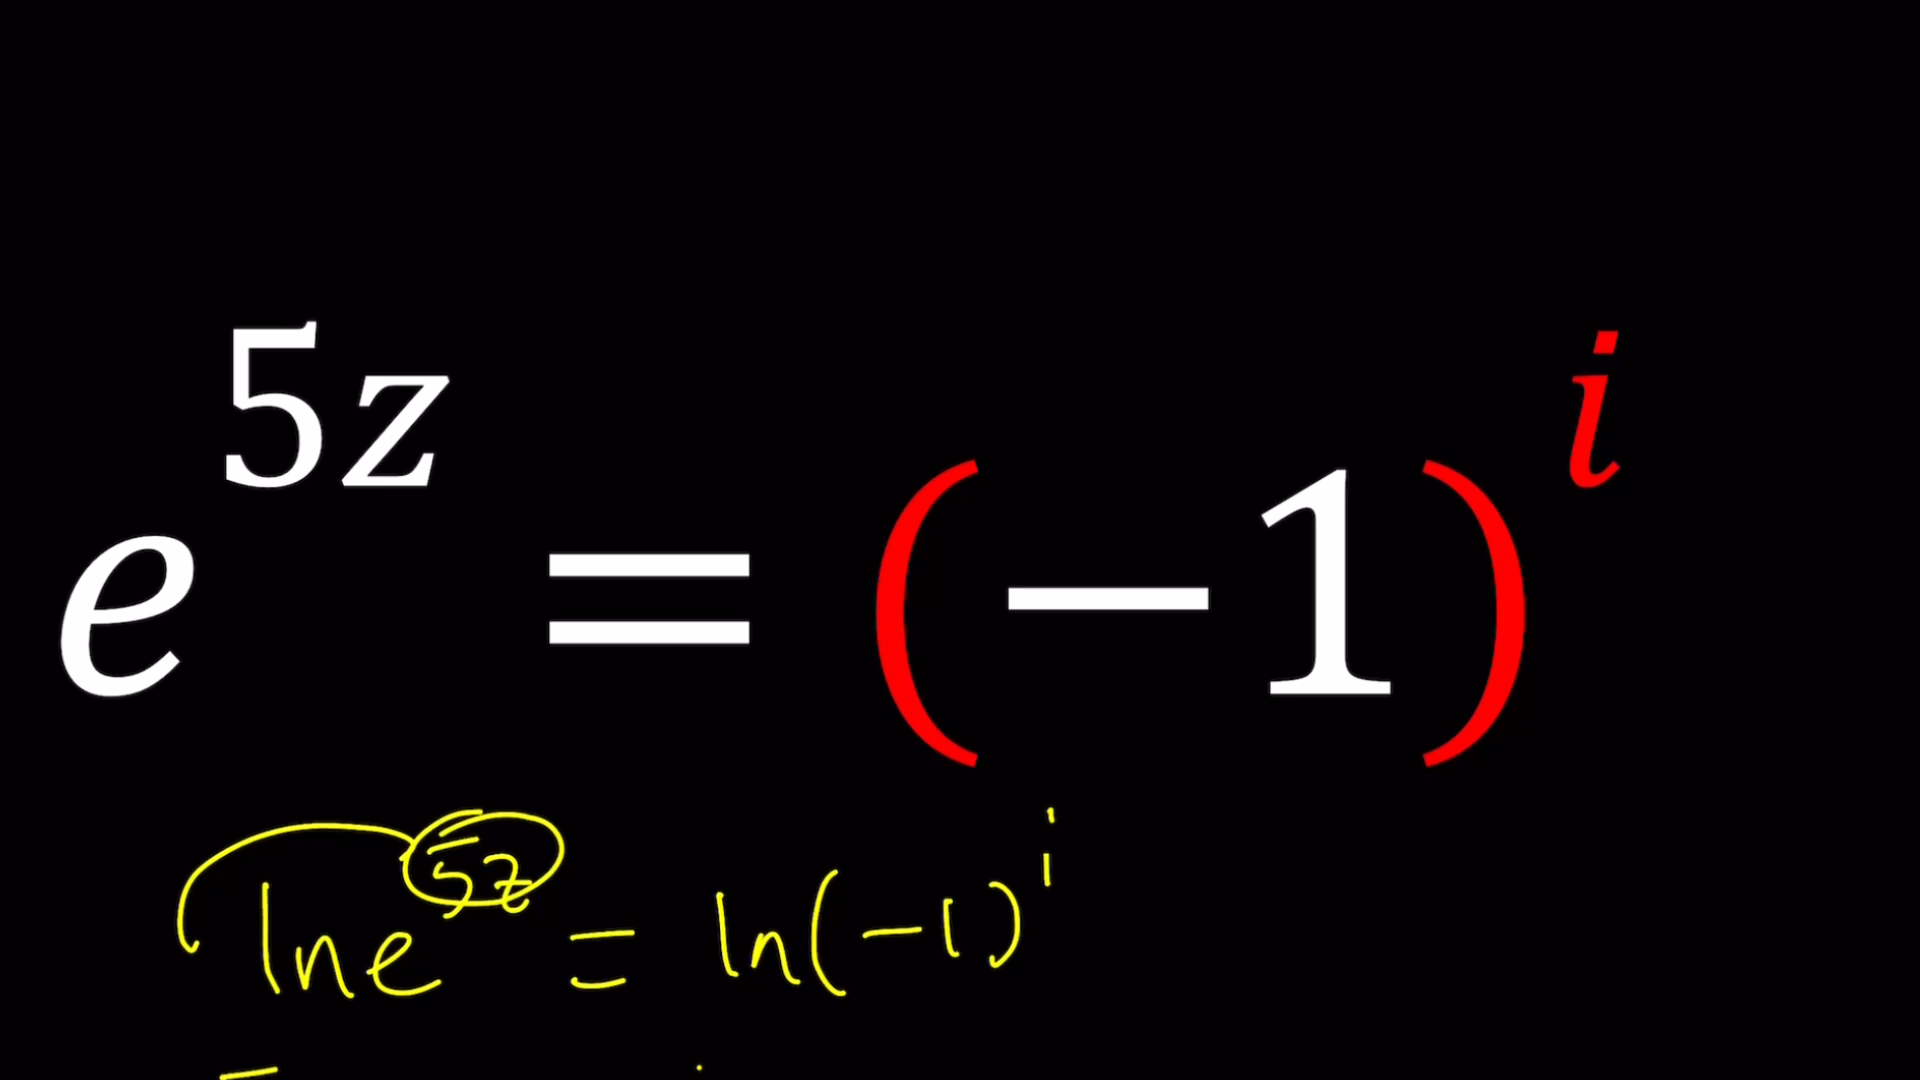 e^{5z} = (-1)^i
ln e^{5z} = ln(-1)^i